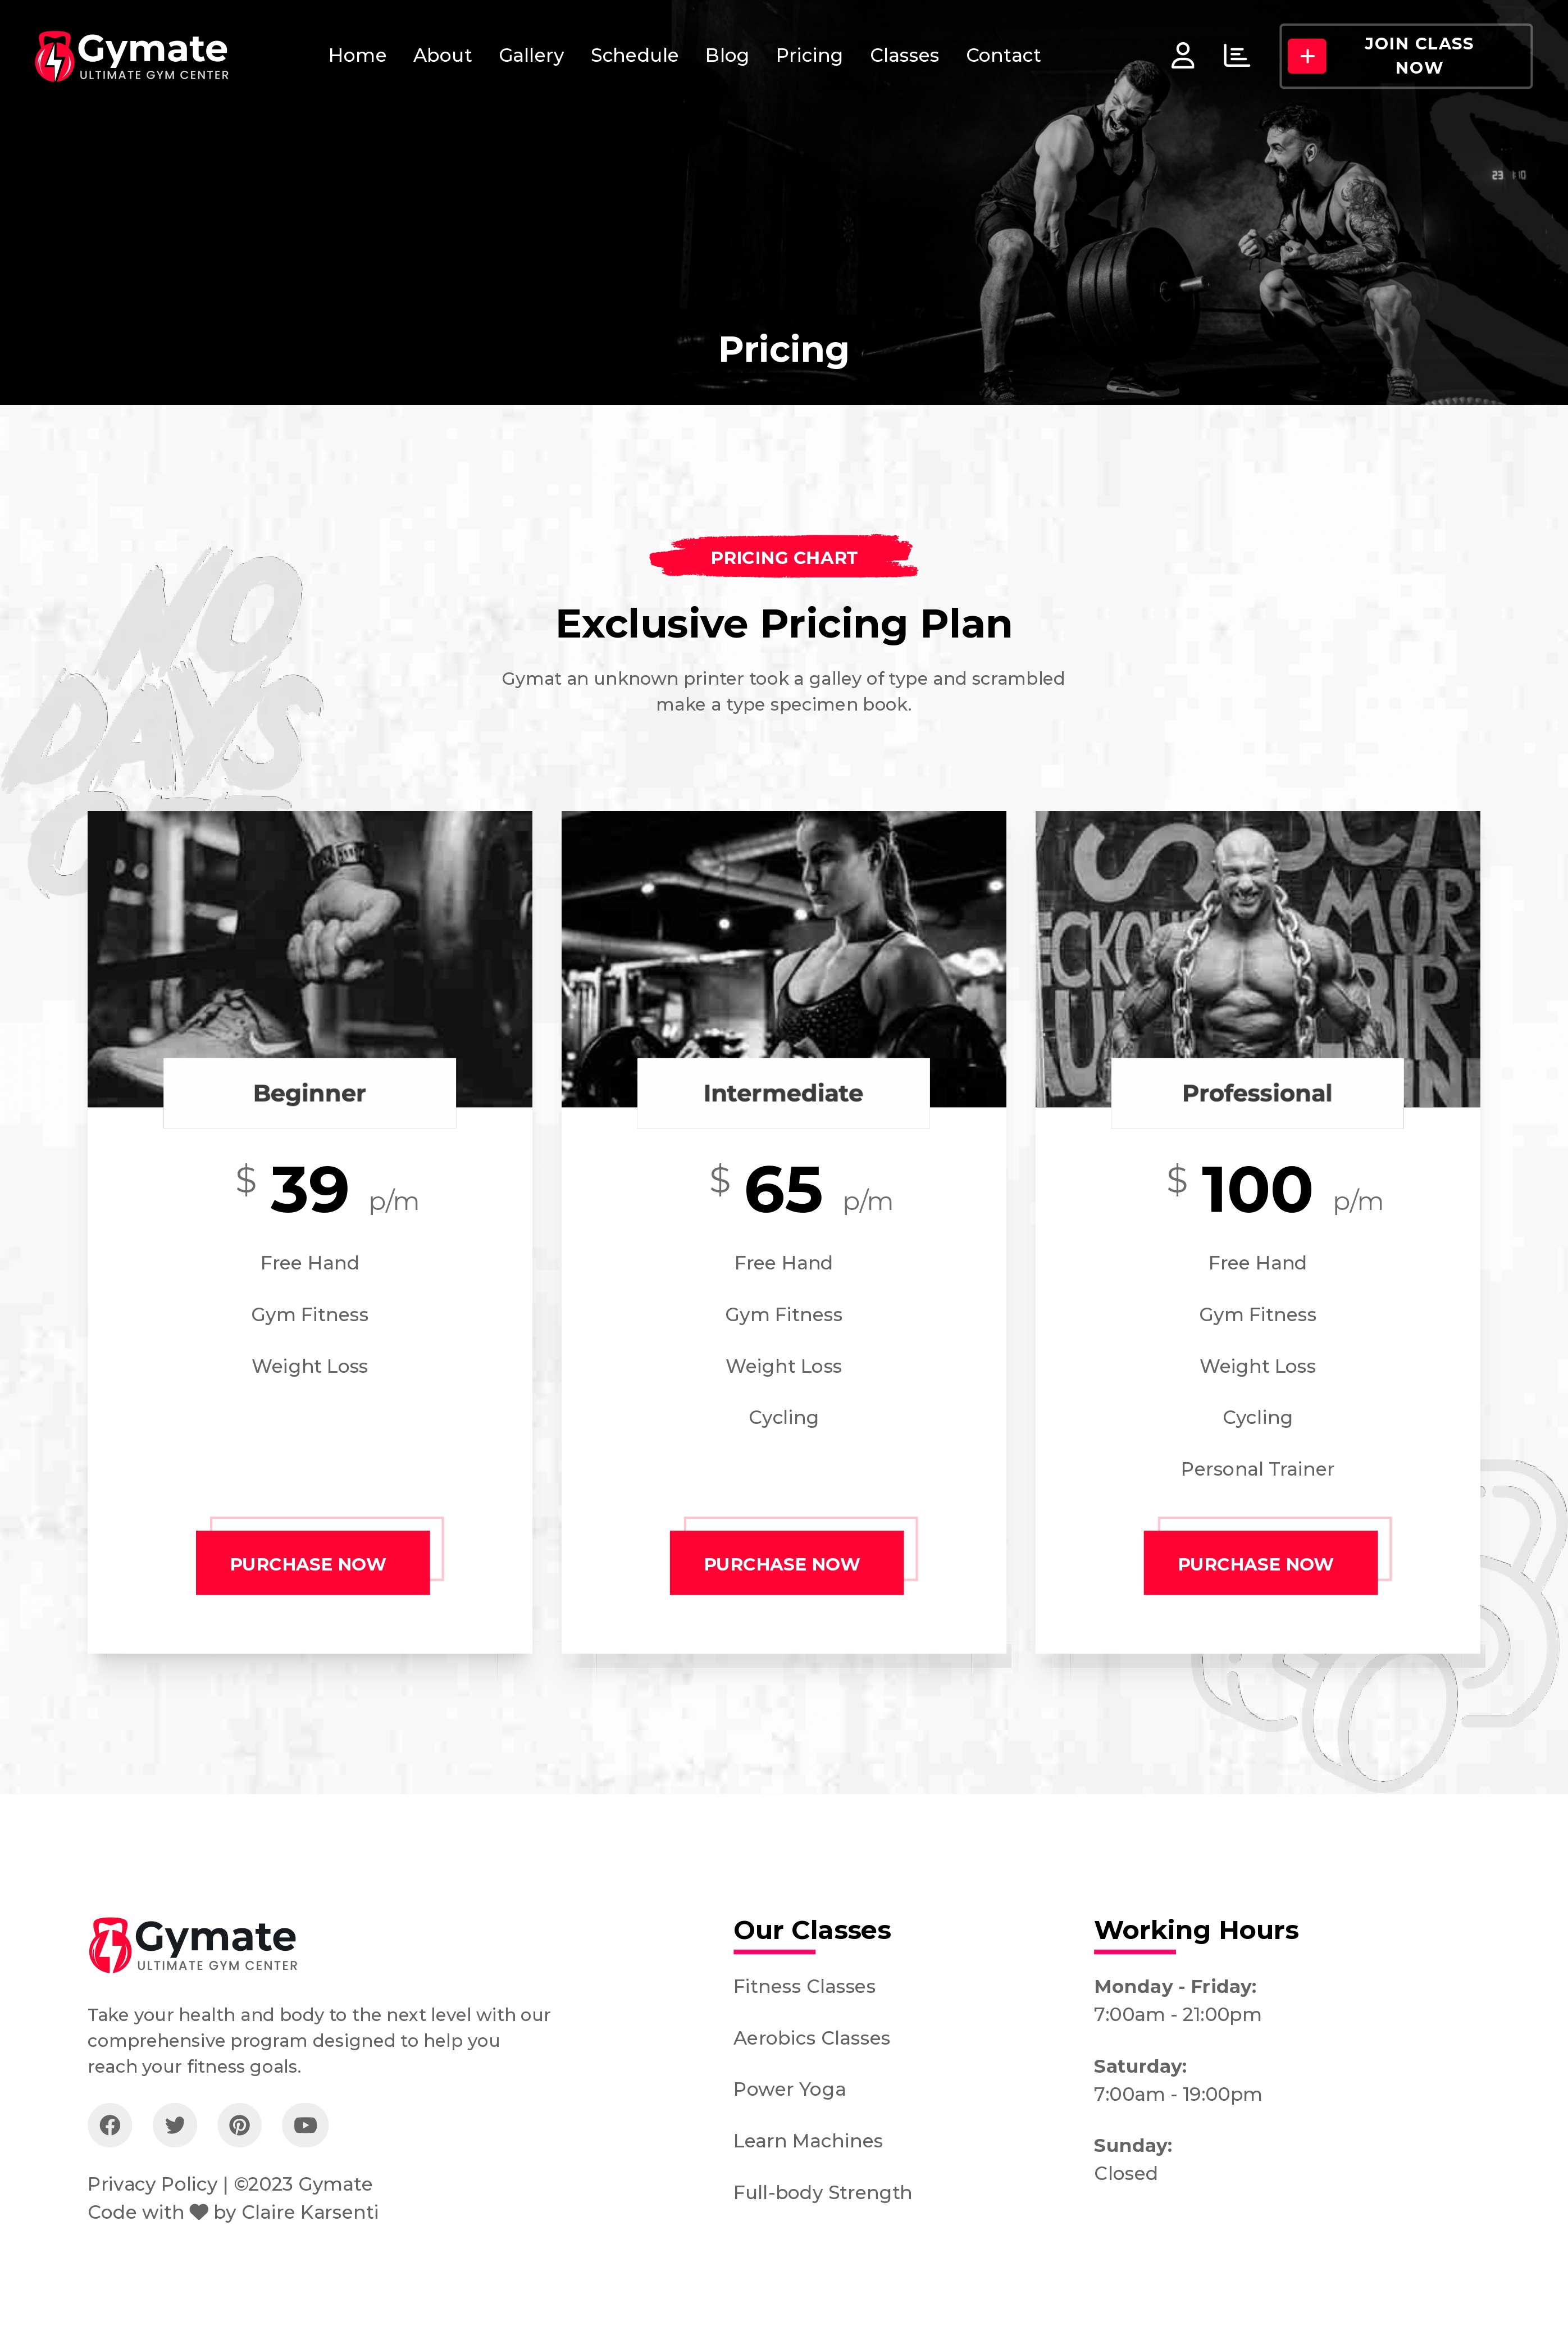 Gymate
ULTIMATE GYM CENTER
Home About Gallery Schedule Blog Pricing Classes Contact
JOIN CLASS
NOW
Pricing
PRICING CHART
Exclusive Pricing Plan
Gymat an unknown printer took a galley of type and scrambled
make a type specimen book.
NO
DAYS
Beginner
$ 39 p/m
Free Hand
Gym Fitness
Weight Loss
PURCHASE NOW
Intermediate
$ 65 p/m
Free Hand
Gym Fitness
Weight Loss
Cycling
PURCHASE NOW
Professional
$ 100 p/m
Free Hand
Gym Fitness
Weight Loss
Cycling
Personal Trainer
PURCHASE NOW
Gymate
ULTIMATE GYM CENTER
Take your health and body to the next level with our
comprehensive program designed to help you
reach your fitness goals.
Privacy Policy | ©2023 Gymate
Code with ♥ by Claire Karsenti
Our Classes
Fitness Classes
Aerobics Classes
Power Yoga
Learn Machines
Full-body Strength
Working Hours
Monday - Friday:
7:00am - 21:00pm
Saturday:
7:00am - 19:00pm
Sunday:
Closed